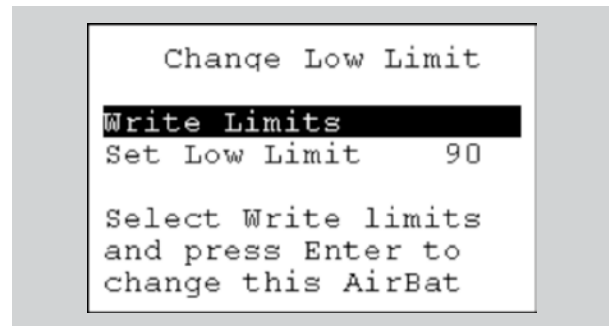 Change Low Limit
Write Limits
Set Low Limit 90
Select Write limits
and press Enter to
change this AirBat